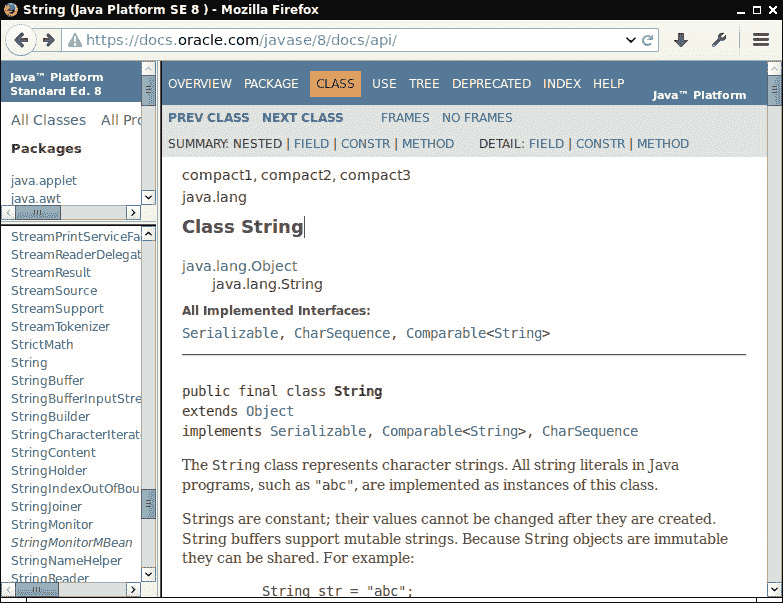 String (Java Platform SE 8 ) - Mozilla Firefox
https://docs.oracle.com/javase/8/docs/api/
Java™ Platform
Standard Ed. 8
All Classes All Pro
Packages
java.applet
java.awt
StreamPrintServiceFa
StreamReaderDelegat
StreamResult
StreamSource
StreamSupport
StreamTokenizer
StrictMath
String
StringBuffer
StringBufferInputStre
StringBuilder
StringCharacterIterat
StringContent
StringHolder
StringIndexOutOfBou
StringJoiner
StringMonitor
StringMonitorMBean
StringNameHelper
StringReader
OVERVIEW PACKAGE CLASS USE TREE DEPRECATED INDEX HELP
Java™ Platform
PREV CLASS NEXT CLASS FRAMES NO FRAMES
SUMMARY: NESTED | FIELD | CONSTR | METHOD DETAIL: FIELD | CONSTR | METHOD
compact1, compact2, compact3
java.lang
Class String
java.lang.Object
java.lang.String
All Implemented Interfaces:
Serializable, CharSequence, Comparable<String>
public final class String
extends Object
implements Serializable, Comparable<String>, CharSequence
The String class represents character strings. All string literals in Java
programs, such as "abc", are implemented as instances of this class.
Strings are constant; their values cannot be changed after they are created.
String buffers support mutable strings. Because String objects are immutable
they can be shared. For example:
String str = "abc";